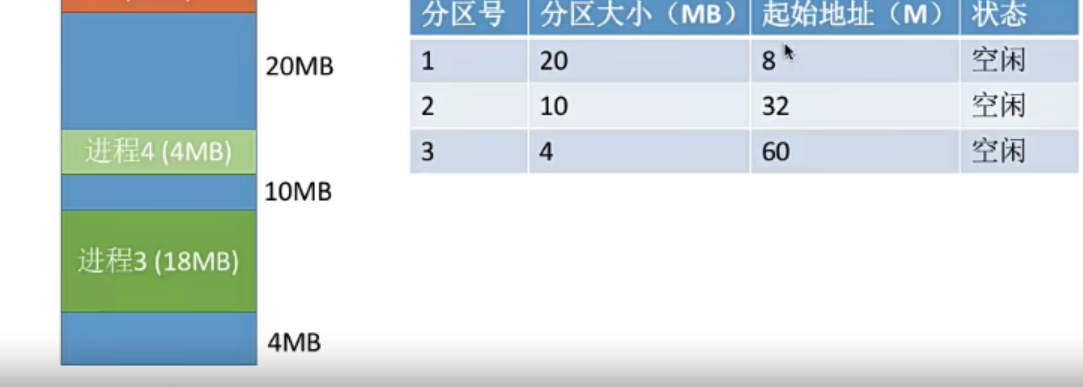 20MB
进程4 (4MB)
10MB
进程3 (18MB)
4MB
分区号 分区大小（MB） 起始地址（M） 状态
1 20 8 空闲
2 10 32 空闲
3 4 60 空闲